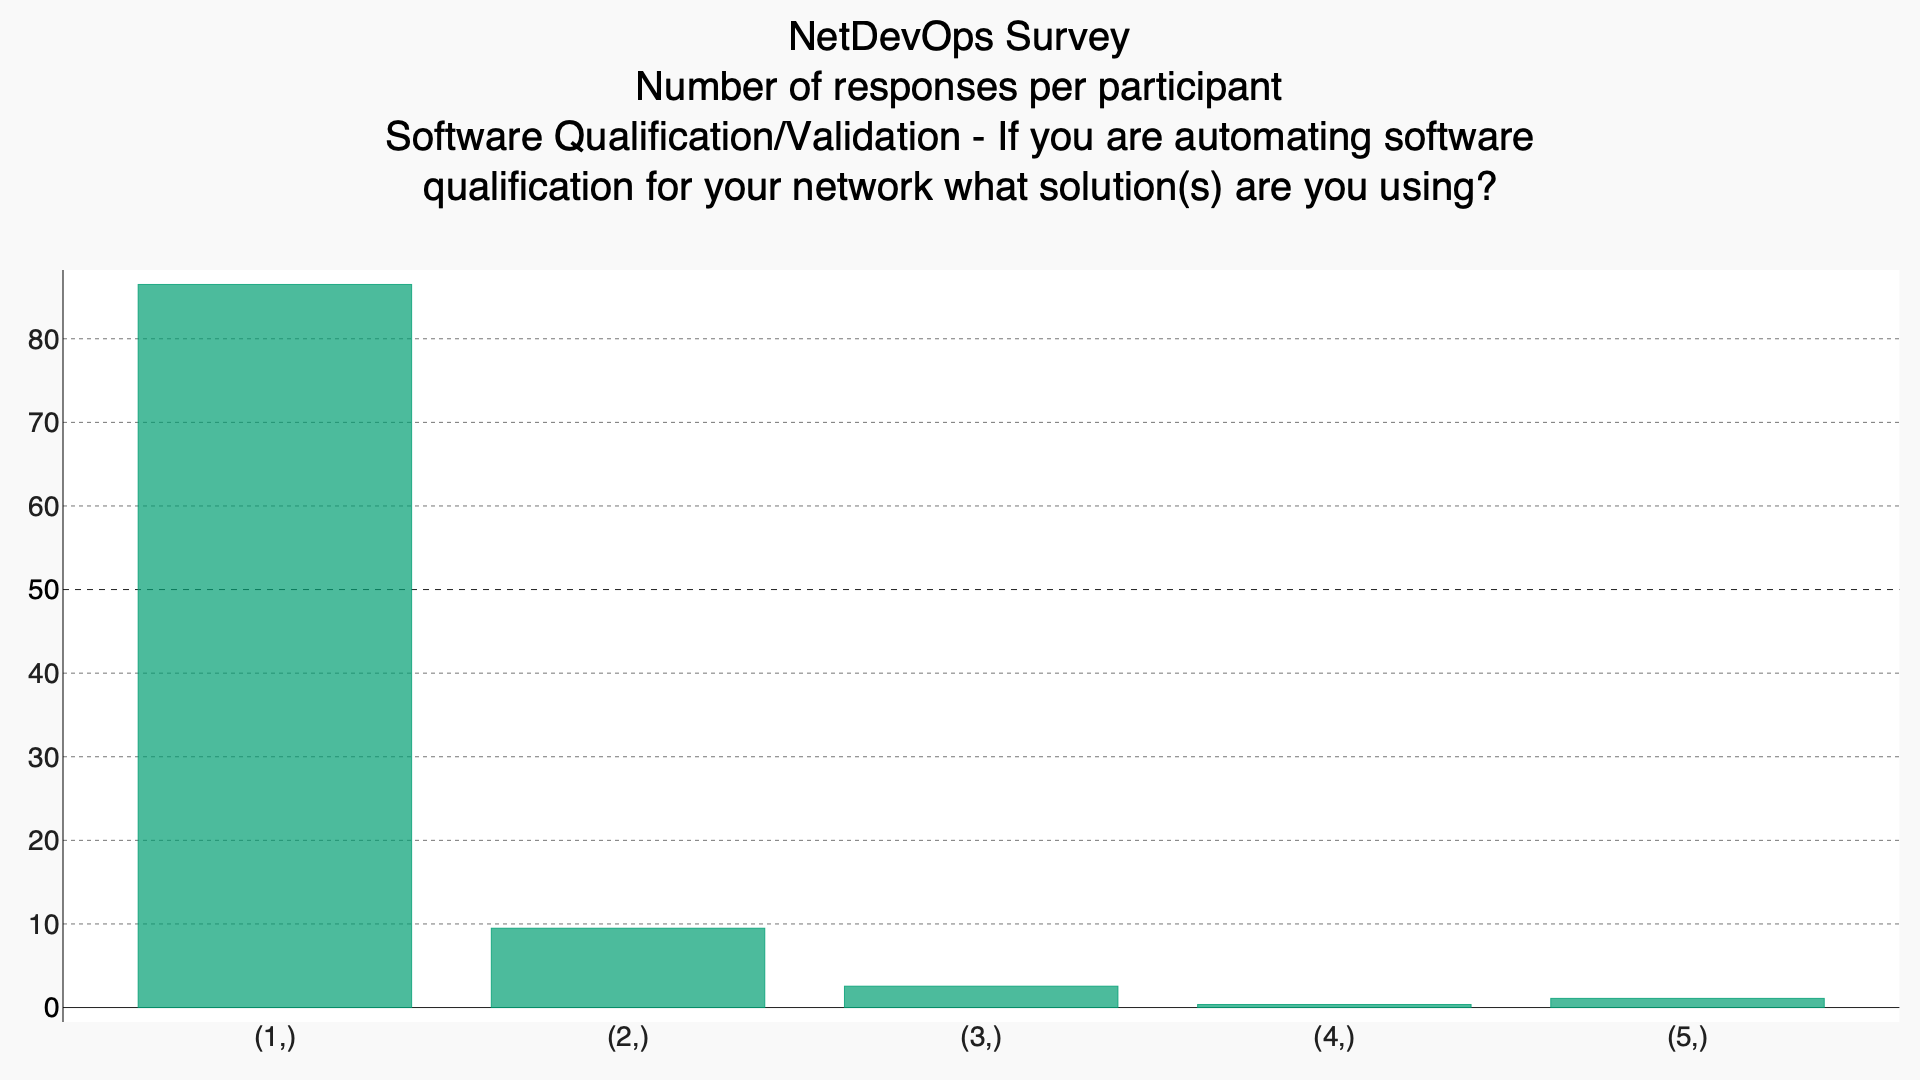 NetDevOps Survey
Number of responses per participant
Software Qualification/Validation - If you are automating software
qualification for your network what solution(s) are you using?
80
70
60
50
40
30
20
10
0
(1,) (2,) (3,) (4,) (5,)